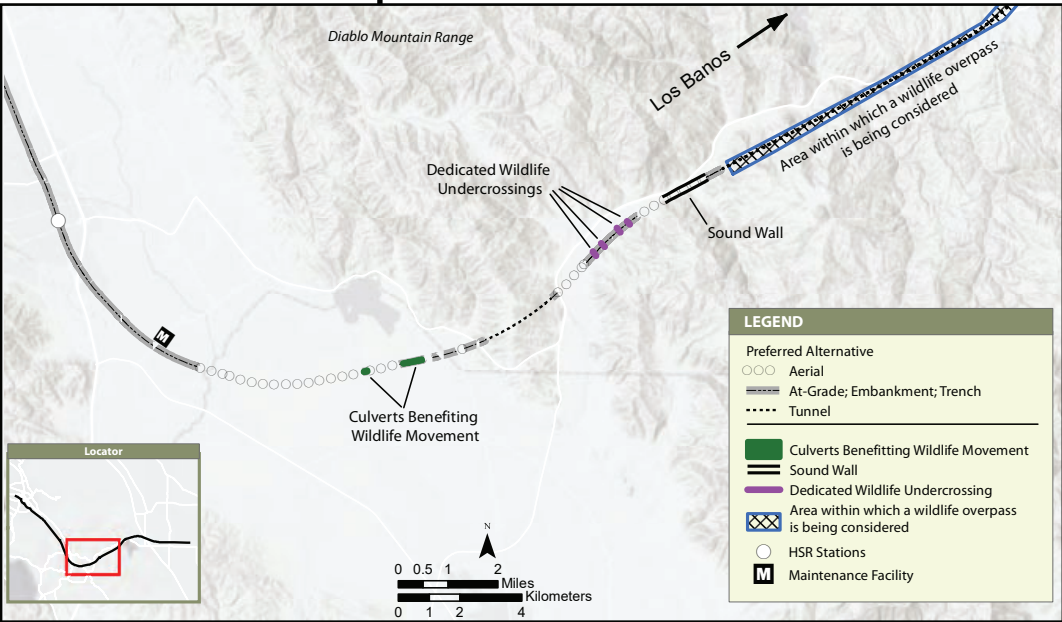 Diablo Mountain Range
Los Banos
Area within which a wildlife overpass
is being considered
Dedicated Wildlife
Undercrossings
Sound Wall
M
Culverts Benefiting
Wildlife Movement
LEGEND
Preferred Alternative
Aerial
At-Grade; Embankment; Trench
Tunnel
Culverts Benefitting Wildlife Movement
Sound Wall
Dedicated Wildlife Undercrossing
Area within which a wildlife overpass
is being considered
HSR Stations
M Maintenance Facility
Locator
N
0 0.5 1 2
Miles
Kilometers
0 1 2 4